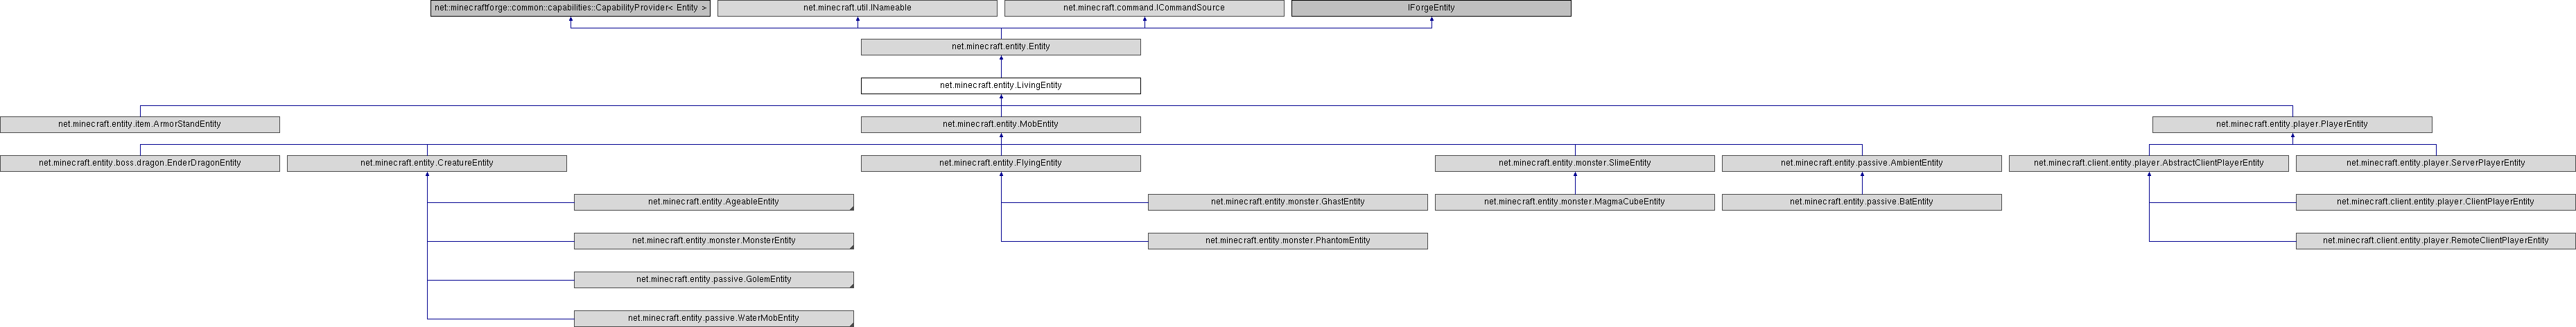 net::minecraftforge::common::capabilities::CapabilityProvider< Entity >
net.minecraft.util.INameable
net.minecraft.command.ICommandSource
IForgeEntity
net.minecraft.entity.Entity
net.minecraft.entity.LivingEntity
net.minecraft.entity.item.ArmorStandEntity
net.minecraft.entity.MobEntity
net.minecraft.entity.player.PlayerEntity
net.minecraft.entity.boss.dragon.EnderDragonEntity
net.minecraft.entity.CreatureEntity
net.minecraft.entity.FlyingEntity
net.minecraft.entity.monster.SlimeEntity
net.minecraft.entity.passive.AmbientEntity
net.minecraft.client.entity.player.AbstractClientPlayerEntity
net.minecraft.entity.player.ServerPlayerEntity
net.minecraft.entity.AgeableEntity
net.minecraft.entity.monster.GhastEntity
net.minecraft.entity.monster.MagmaCubeEntity
net.minecraft.entity.passive.BatEntity
net.minecraft.client.entity.player.ClientPlayerEntity
net.minecraft.entity.monster.MonsterEntity
net.minecraft.entity.monster.PhantomEntity
net.minecraft.client.entity.player.RemoteClientPlayerEntity
net.minecraft.entity.passive.GolemEntity
net.minecraft.entity.passive.WaterMobEntity